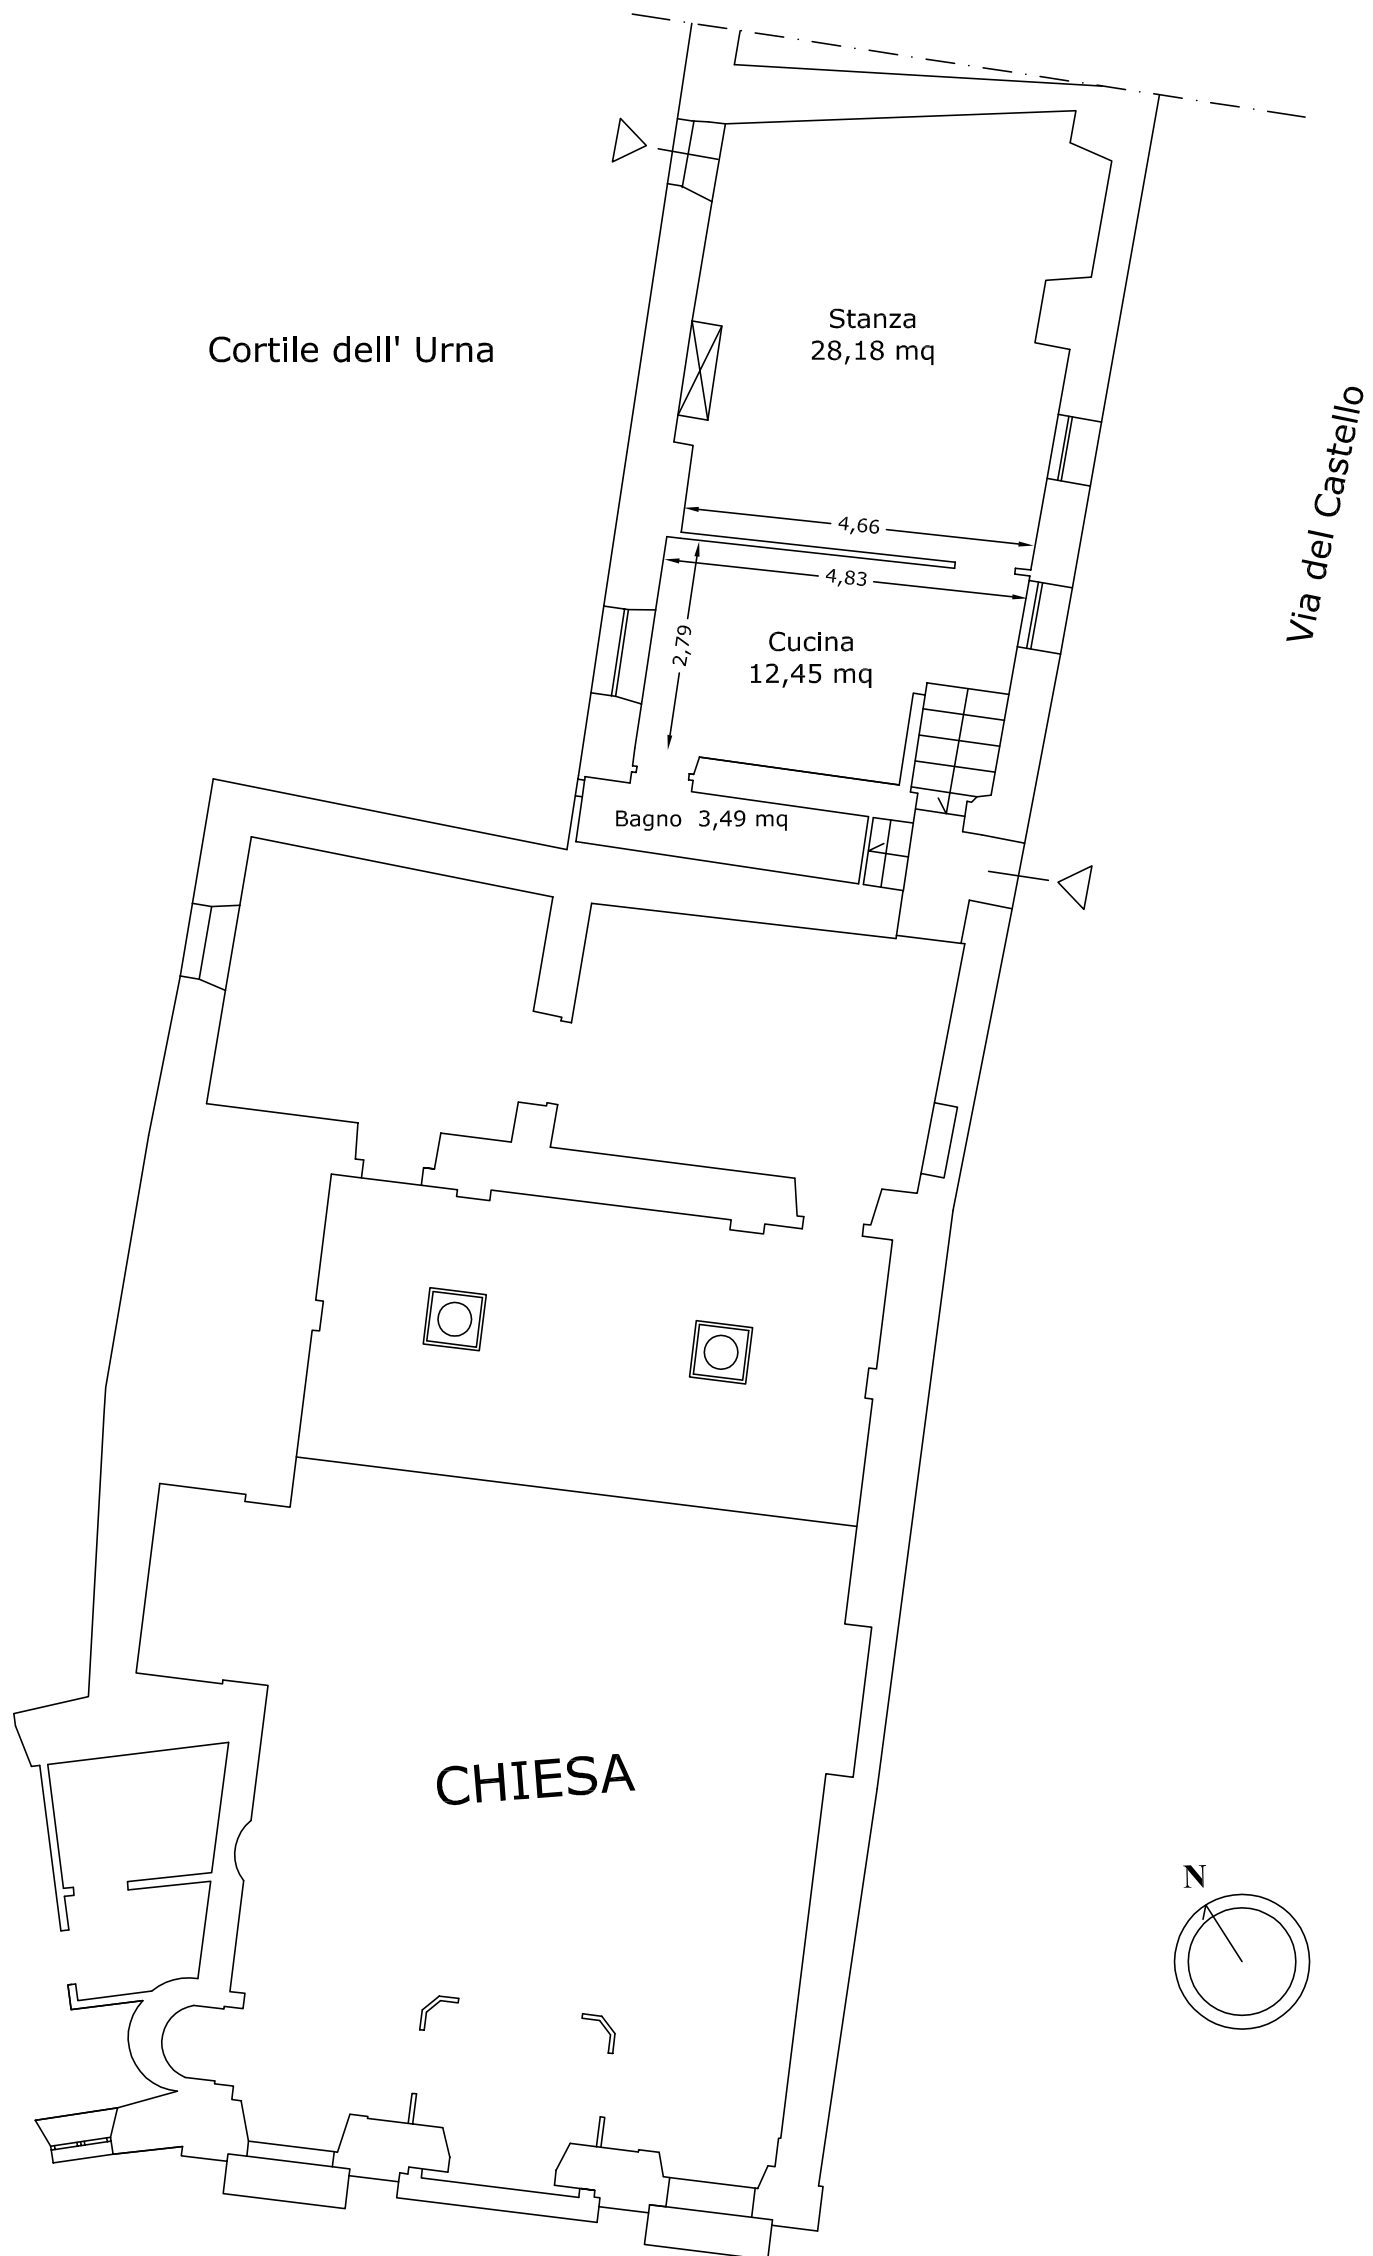 Cortile dell' Urna
Stanza
28,18 mq
Via del Castello
4,66
4,83
2,79
Cucina
12,45 mq
Bagno 3,49 mq
CHIESA
N